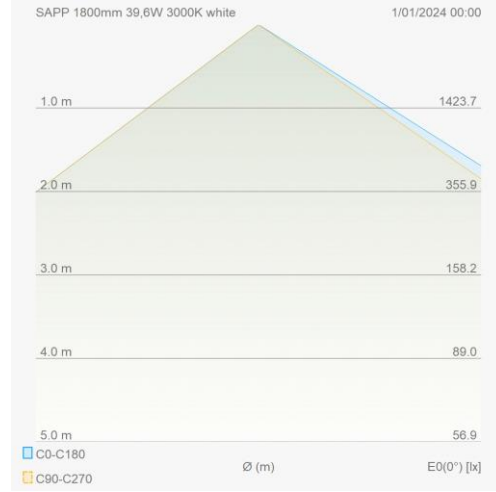 SAPP 1800mm 39,6W 3000K white 1/01/2024 00:00
1.0 m 1423.7
2.0 m 355.9
3.0 m 158.2
4.0 m 89.0
5.0 m 56.9
C0-C180
Ø (m) E0(0°) [lx]
C90-C270